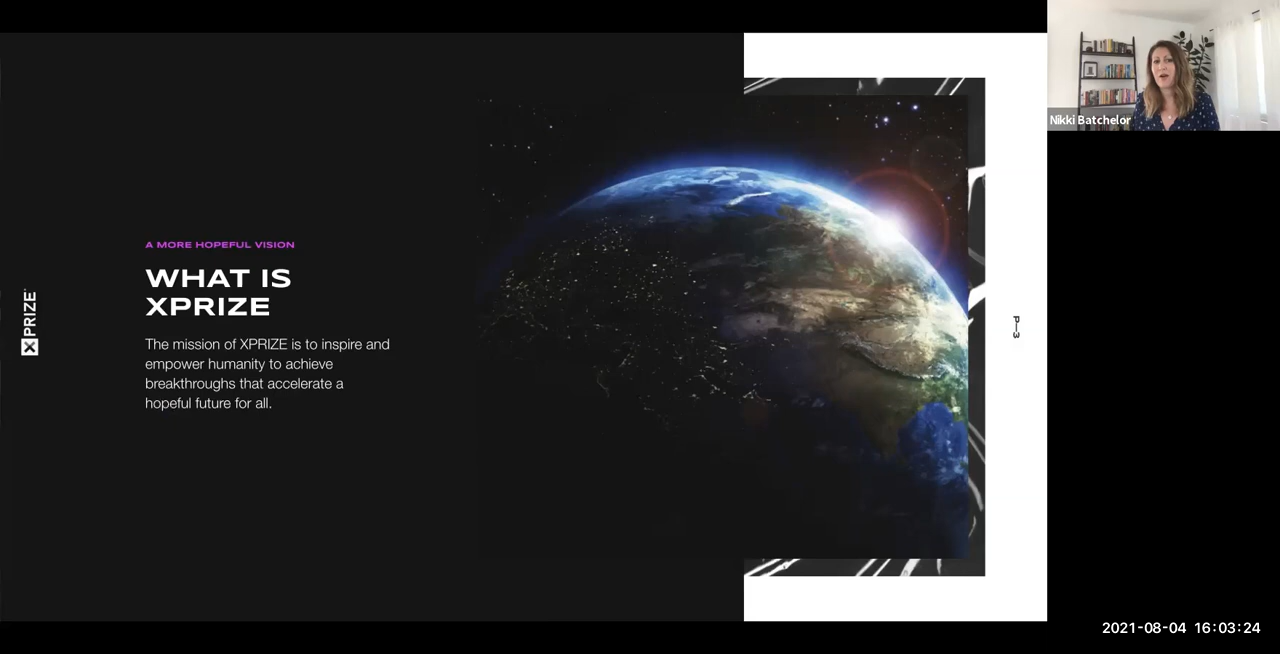 A MORE HOPEFUL VISION
WHAT IS
XPRIZE
The mission of XPRIZE is to inspire and
empower humanity to achieve
breakthroughs that accelerate a
hopeful future for all.
XPRIZE
P—3
Nikki Batchelor
2021-08-04 16:03:24